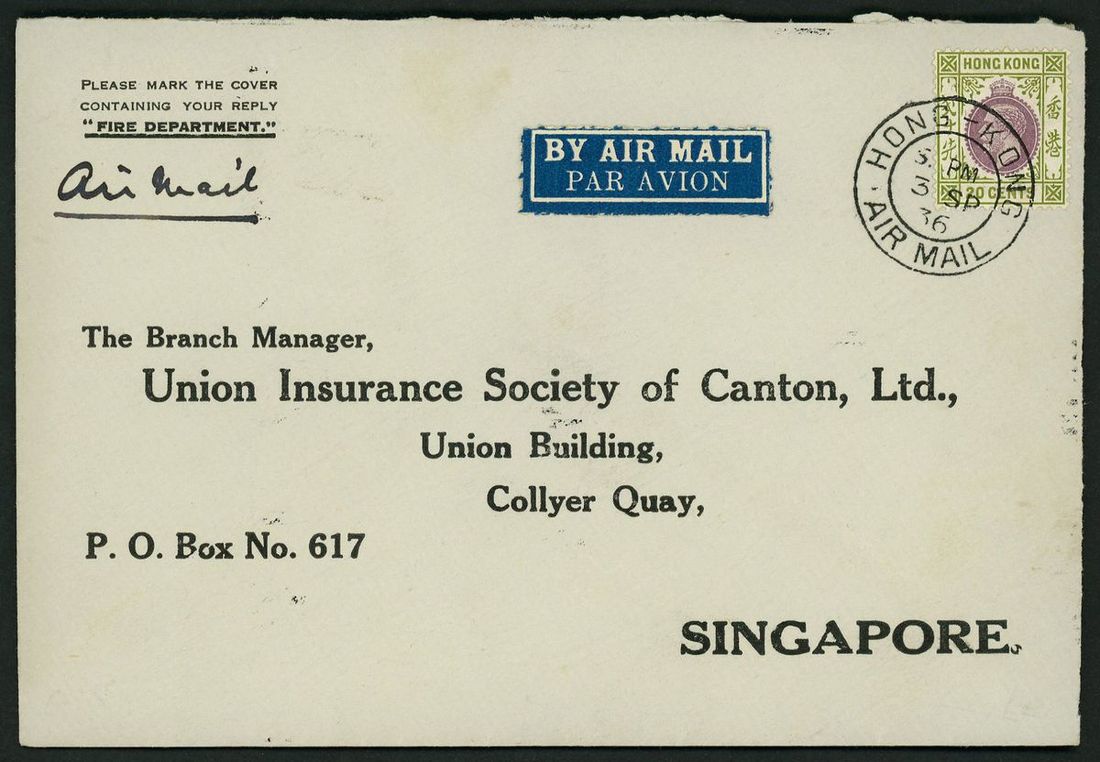 PLEASE MARK THE COVER
CONTAINING YOUR REPLY
"FIRE DEPARTMENT."
Air Mail
BY AIR MAIL
PAR AVION
HONG KONG
香港
20 CENTS
HONG-KONG
PM
3 SP
36
AIR MAIL
The Branch Manager,
Union Insurance Society of Canton, Ltd.,
Union Building,
Collyer Quay,
P. O. Box No. 617
SINGAPORE.